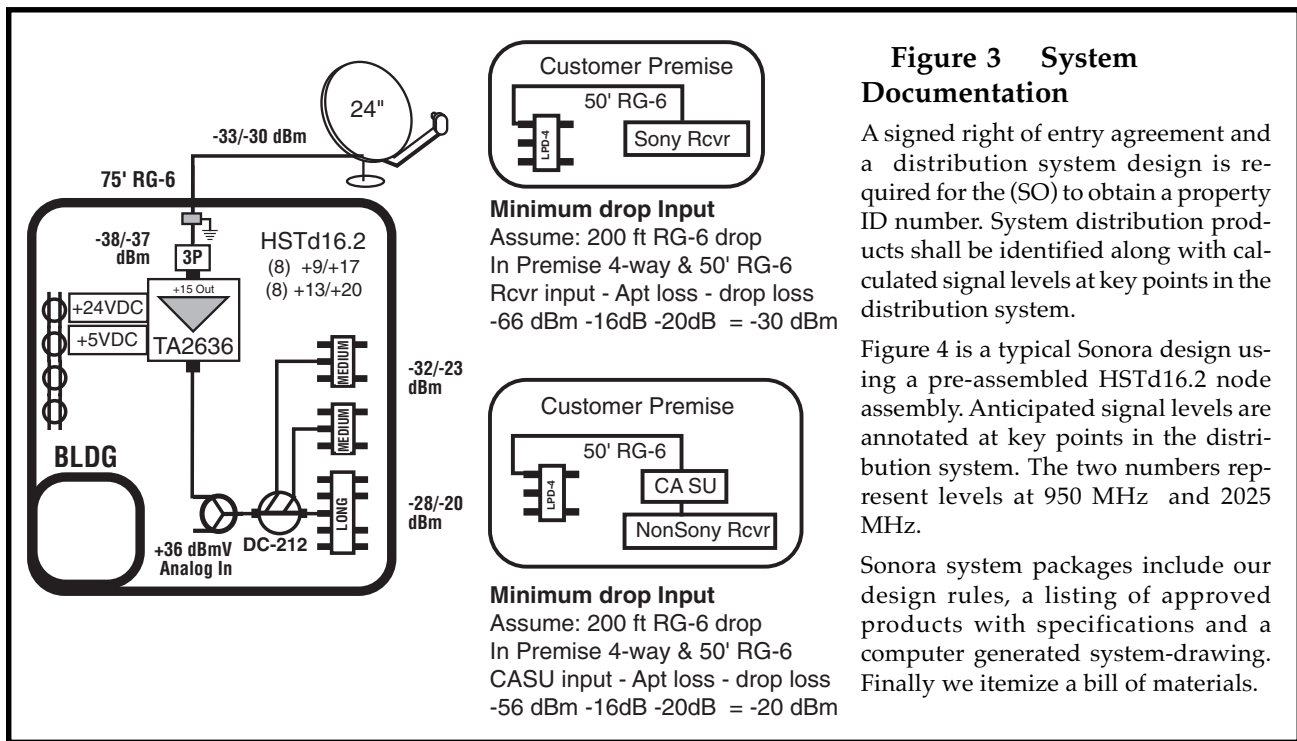 24"
-33/-30 dBm
75' RG-6
-38/-37
dBm
3P
HSTd16.2
(8) +9/+17
(8) +13/+20
+15 Out
+24VDC
+5VDC
TA2636
MEDIUM
-32/-23
dBm
MEDIUM
BLDG
LONG
-28/-20
dBm
+36 dBmV
Analog In
DC-212
Customer Premise
50' RG-6
LPD-4
Sony Rcvr
Minimum drop Input
Assume: 200 ft RG-6 drop
In Premise 4-way & 50' RG-6
Rcvr input - Apt loss - drop loss
-66 dBm -16dB -20dB = -30 dBm
Customer Premise
50' RG-6
LPD-4
CA SU
NonSony Rcvr
Minimum drop Input
Assume: 200 ft RG-6 drop
In Premise 4-way & 50' RG-6
CASU input - Apt loss - drop loss
-56 dBm -16dB -20dB = -20 dBm
Figure 3 System
Documentation
A signed right of entry agreement and
a distribution system design is re-
quired for the (SO) to obtain a property
ID number. System distribution prod-
ucts shall be identified along with cal-
culated signal levels at key points in the
distribution system.
Figure 4 is a typical Sonora design us-
ing a pre-assembled HSTd16.2 node
assembly. Anticipated signal levels are
annotated at key points in the distri-
bution system. The two numbers rep-
resent levels at 950 MHz and 2025
MHz.
Sonora system packages include our
design rules, a listing of approved
products with specifications and a
computer generated system-drawing.
Finally we itemize a bill of materials.